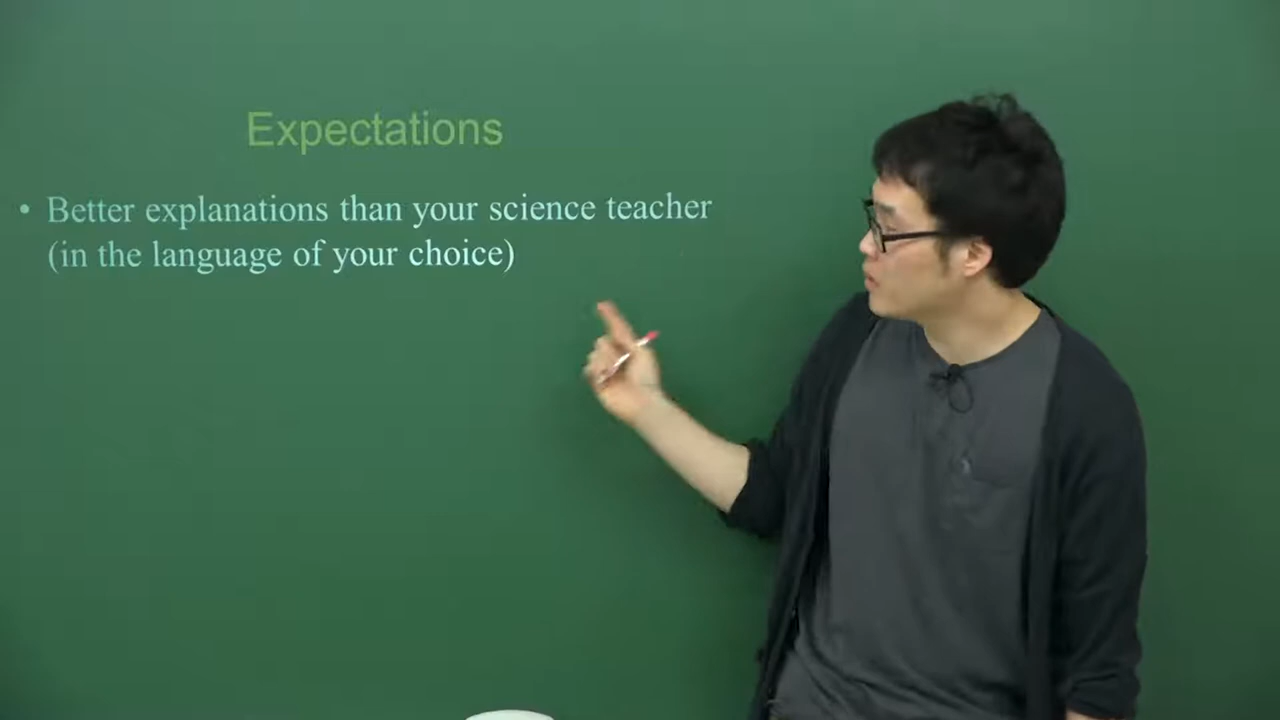 Expectations
• Better explanations than your science teacher
(in the language of your choice)